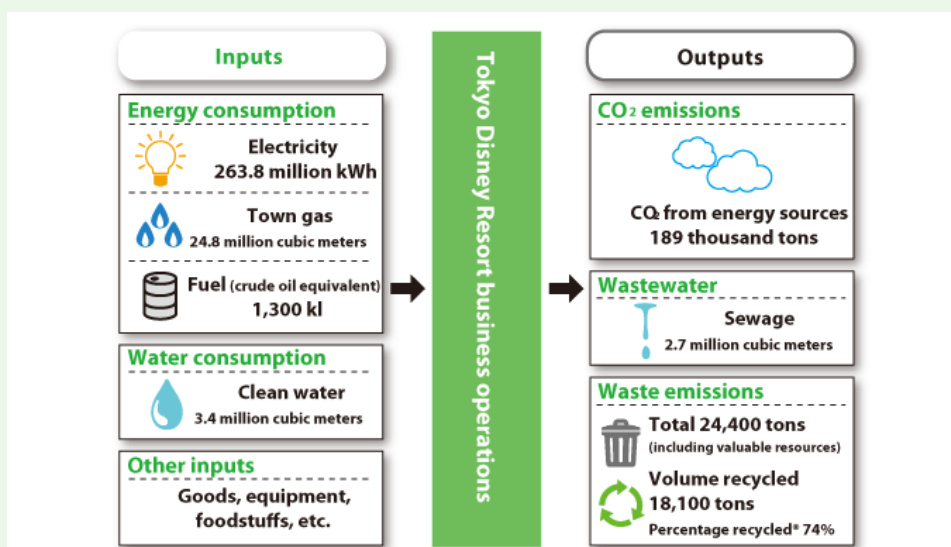 Inputs
Energy consumption
Electricity
263.8 million kWh
Town gas
24.8 million cubic meters
Fuel (crude oil equivalent)
1,300 kl
Water consumption
Clean water
3.4 million cubic meters
Other inputs
Goods, equipment,
foodstuffs, etc.
Tokyo Disney Resort business operations
Outputs
CO2 emissions
CO2 from energy sources
189 thousand tons
Wastewater
Sewage
2.7 million cubic meters
Waste emissions
Total 24,400 tons
(including valuable resources)
Volume recycled
18,100 tons
Percentage recycled* 74%